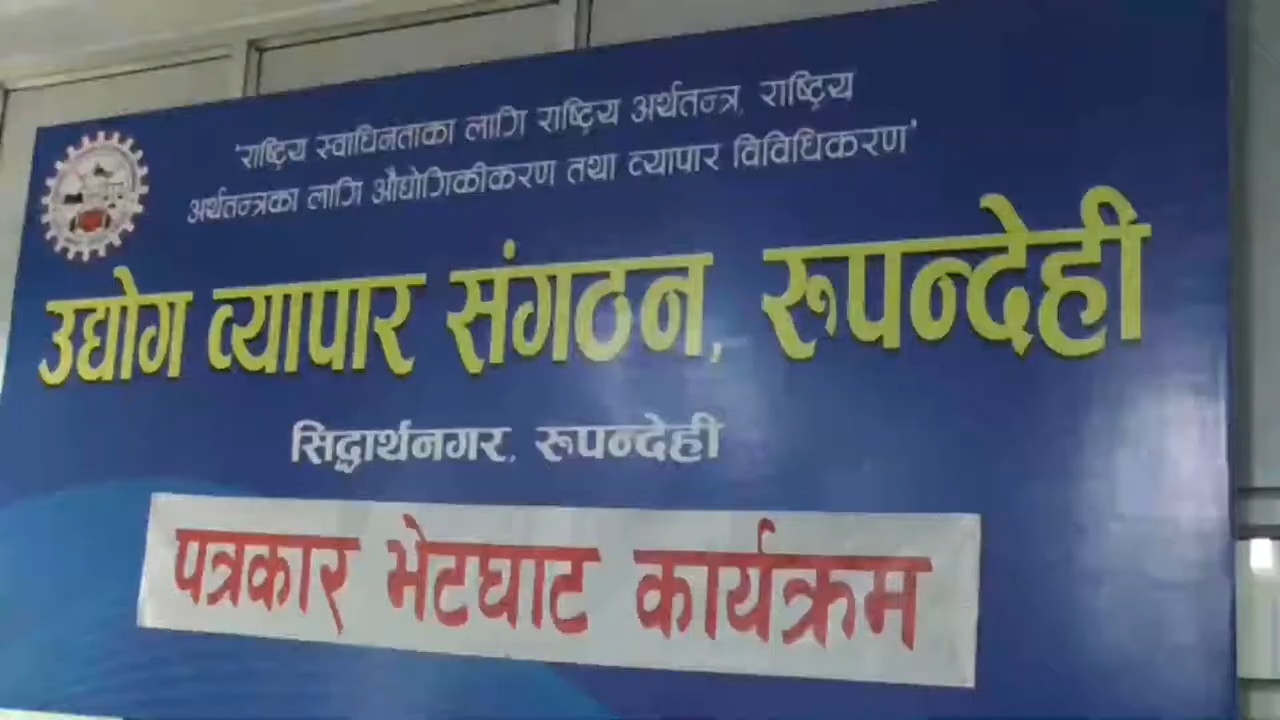 'राष्ट्रिय स्वाधिनताका लागि राष्ट्रिय अर्थतन्त्र, राष्ट्रिय
अर्थतन्त्रका लागि औद्योगिकीकरण तथा व्यापार विविधिकरण'
उद्योग व्यापार संगठन, रुपन्देही
सिद्धार्थनगर, रुपन्देही
पत्रकार भेटघाट कार्यक्रम